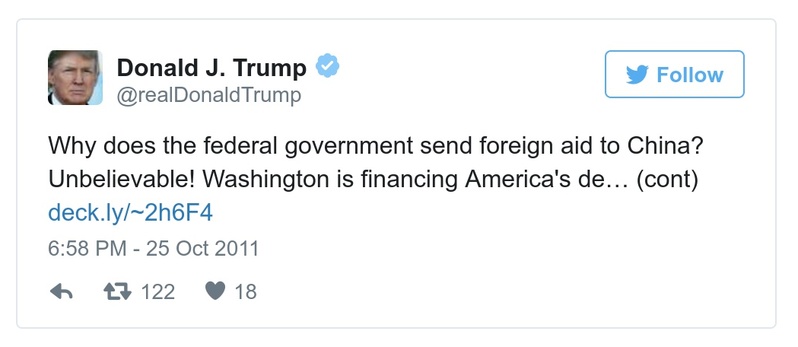 Donald J. Trump
@realDonaldTrump
Follow
Why does the federal government send foreign aid to China?
Unbelievable! Washington is financing America's de… (cont)
deck.ly/~2h6F4
6:58 PM - 25 Oct 2011
122 18